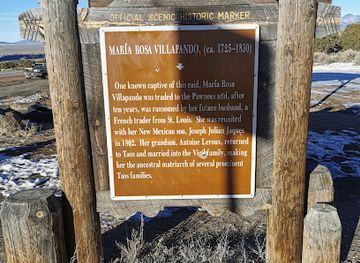 OFFICIAL SCENIC HISTORIC MARKER
MARÍA ROSA VILLAPANDO, (ca. 1725–1830)
One known captive of this raid, María Rosa
Villapando was traded to the Pawnees and, after
ten years, was ransomed by her future husband, a
French trader from St. Louis. She was reunited
with her New Mexican son, Joseph Julian Jaques
in 1802. Her grandson, Antoine Leroux, returned
to Taos and married into the Vigil family, making
her the ancestral matriarch of several prominent
Taos families.